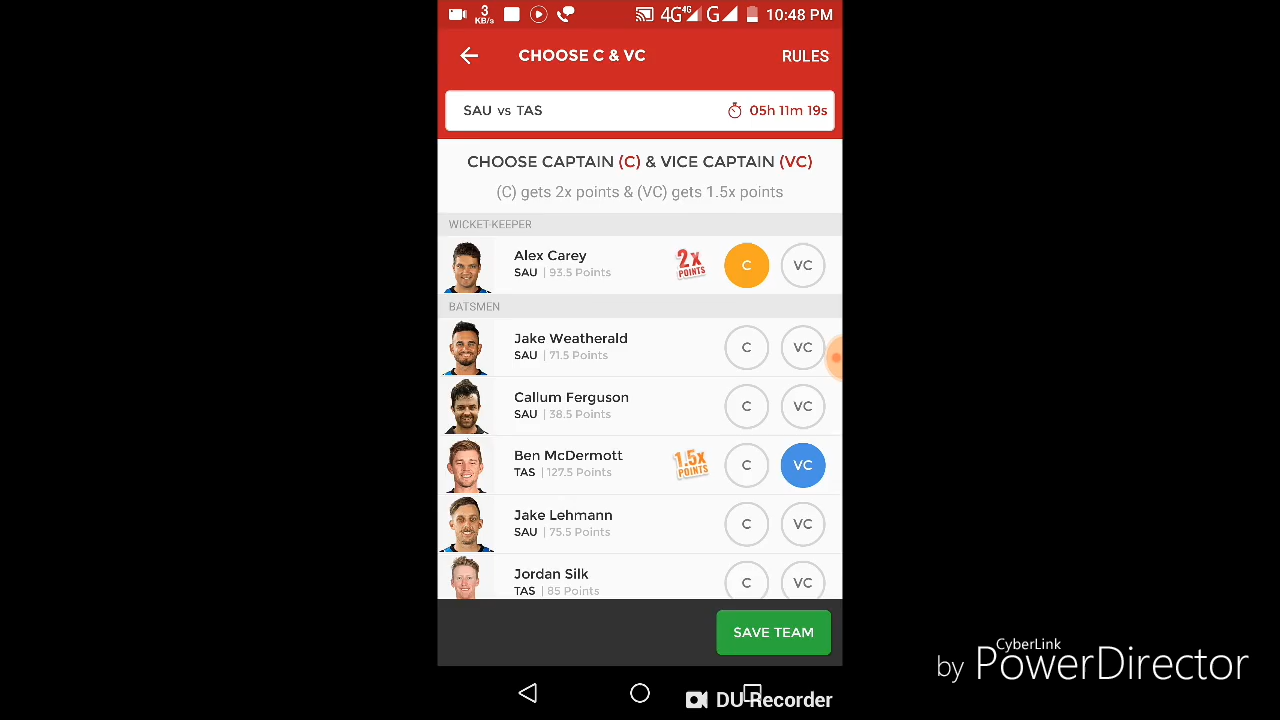 3 KB/s 4G 4G G 10:48 PM
CHOOSE C & VC RULES
SAU vs TAS 05h 11m 19s
CHOOSE CAPTAIN (C) & VICE CAPTAIN (VC)
(C) gets 2x points & (VC) gets 1.5x points
WICKET-KEEPER
Alex Carey
SAU | 93.5 Points
2x POINTS
C VC
BATSMEN
Jake Weatherald
SAU | 71.5 Points
C VC
Callum Ferguson
SAU | 38.5 Points
C VC
Ben McDermott
TAS | 127.5 Points
1.5x POINTS
C VC
Jake Lehmann
SAU | 75.5 Points
C VC
Jordan Silk
TAS | 85 Points
C VC
SAVE TEAM
CyberLink
by PowerDirector
DU Recorder